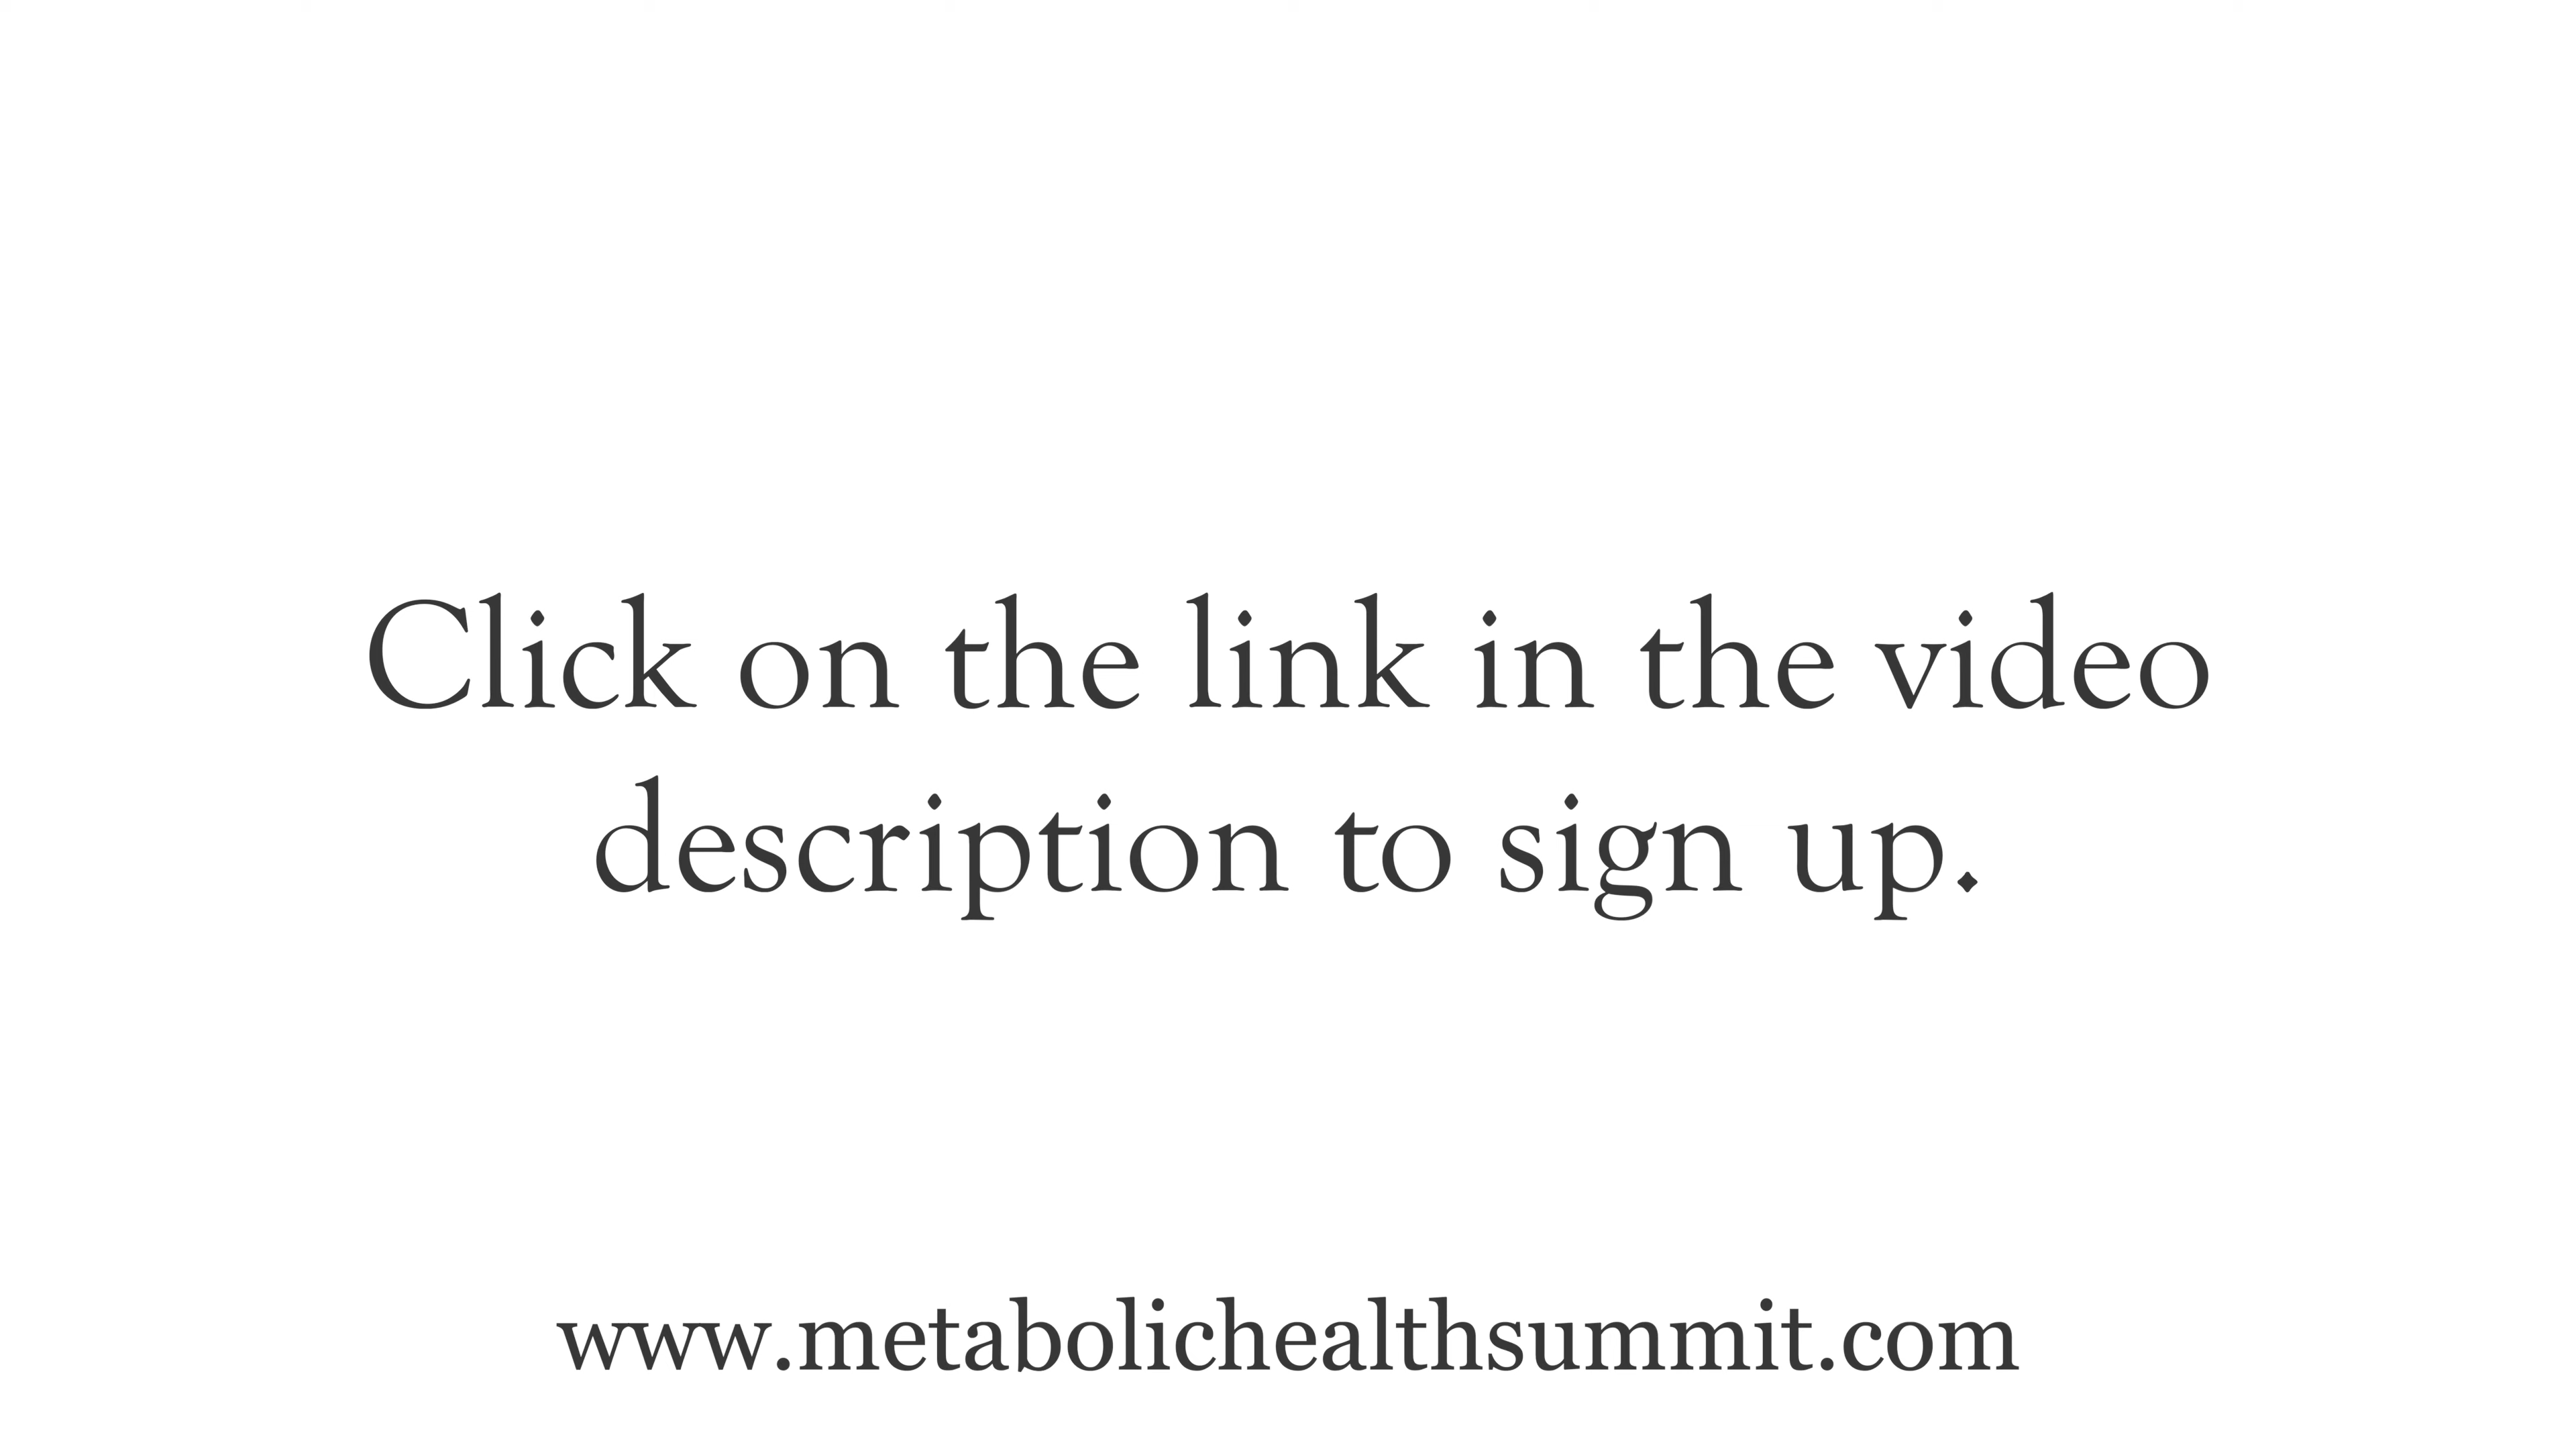 Click on the link in the video
description to sign up.
www.metabolichealthsummit.com